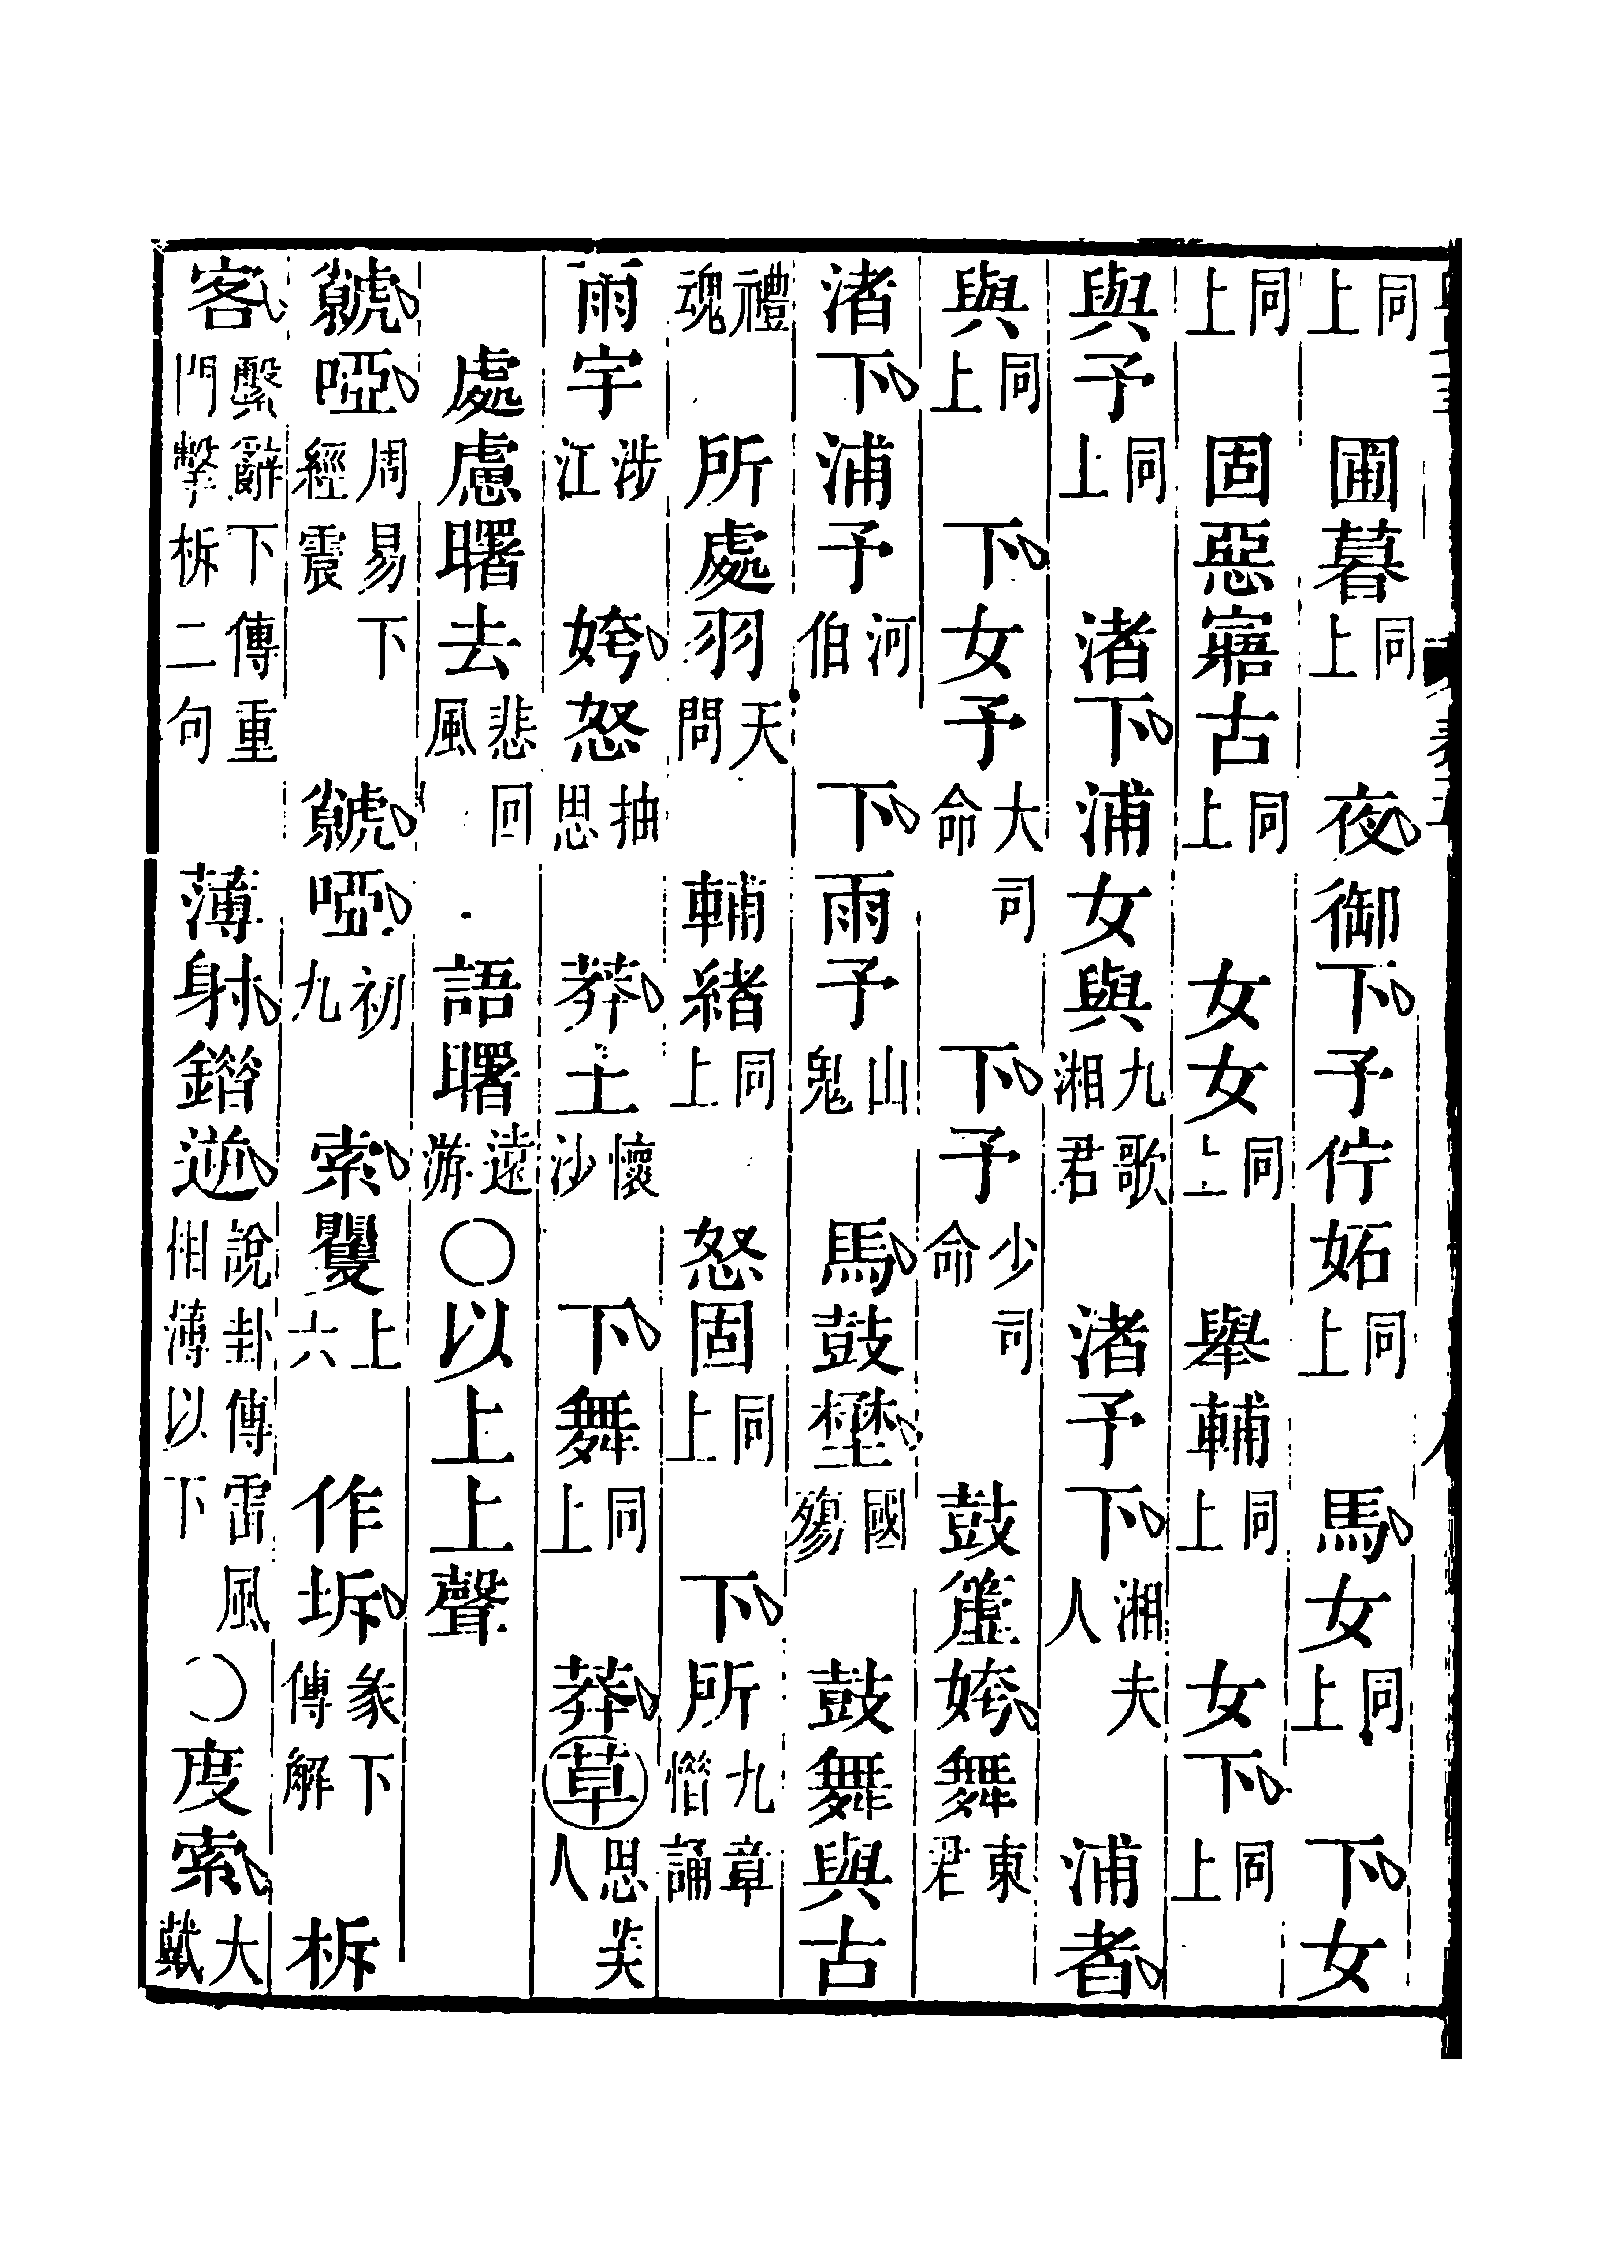 同上圃暮同上夜御下予佇妬同上馬女同上下女
同上固惡寤古同上女女同上舉輔同上女下同上
與予同上渚下浦女與九歌湘君渚予下湘夫人浦者
與同上下女予大司命下予少司命鼓簴姱舞東君
渚下浦予河伯下雨予山鬼馬鼓壄國殤鼓舞與古
禮魂所處羽天問輔緒同上怒固同上下所九章惜誦
雨宇涉江姱怒抽思莽土懷沙下舞同上莽草思美人
處慮曙去悲回風語曙遠游○以上上聲
虩啞周易下經震虩啞初九索矍上六作坼彖下傳解柝
客繫辭下傳重門擊柝二句薄射錯逆說卦傳雷風相薄以下○度索大戴